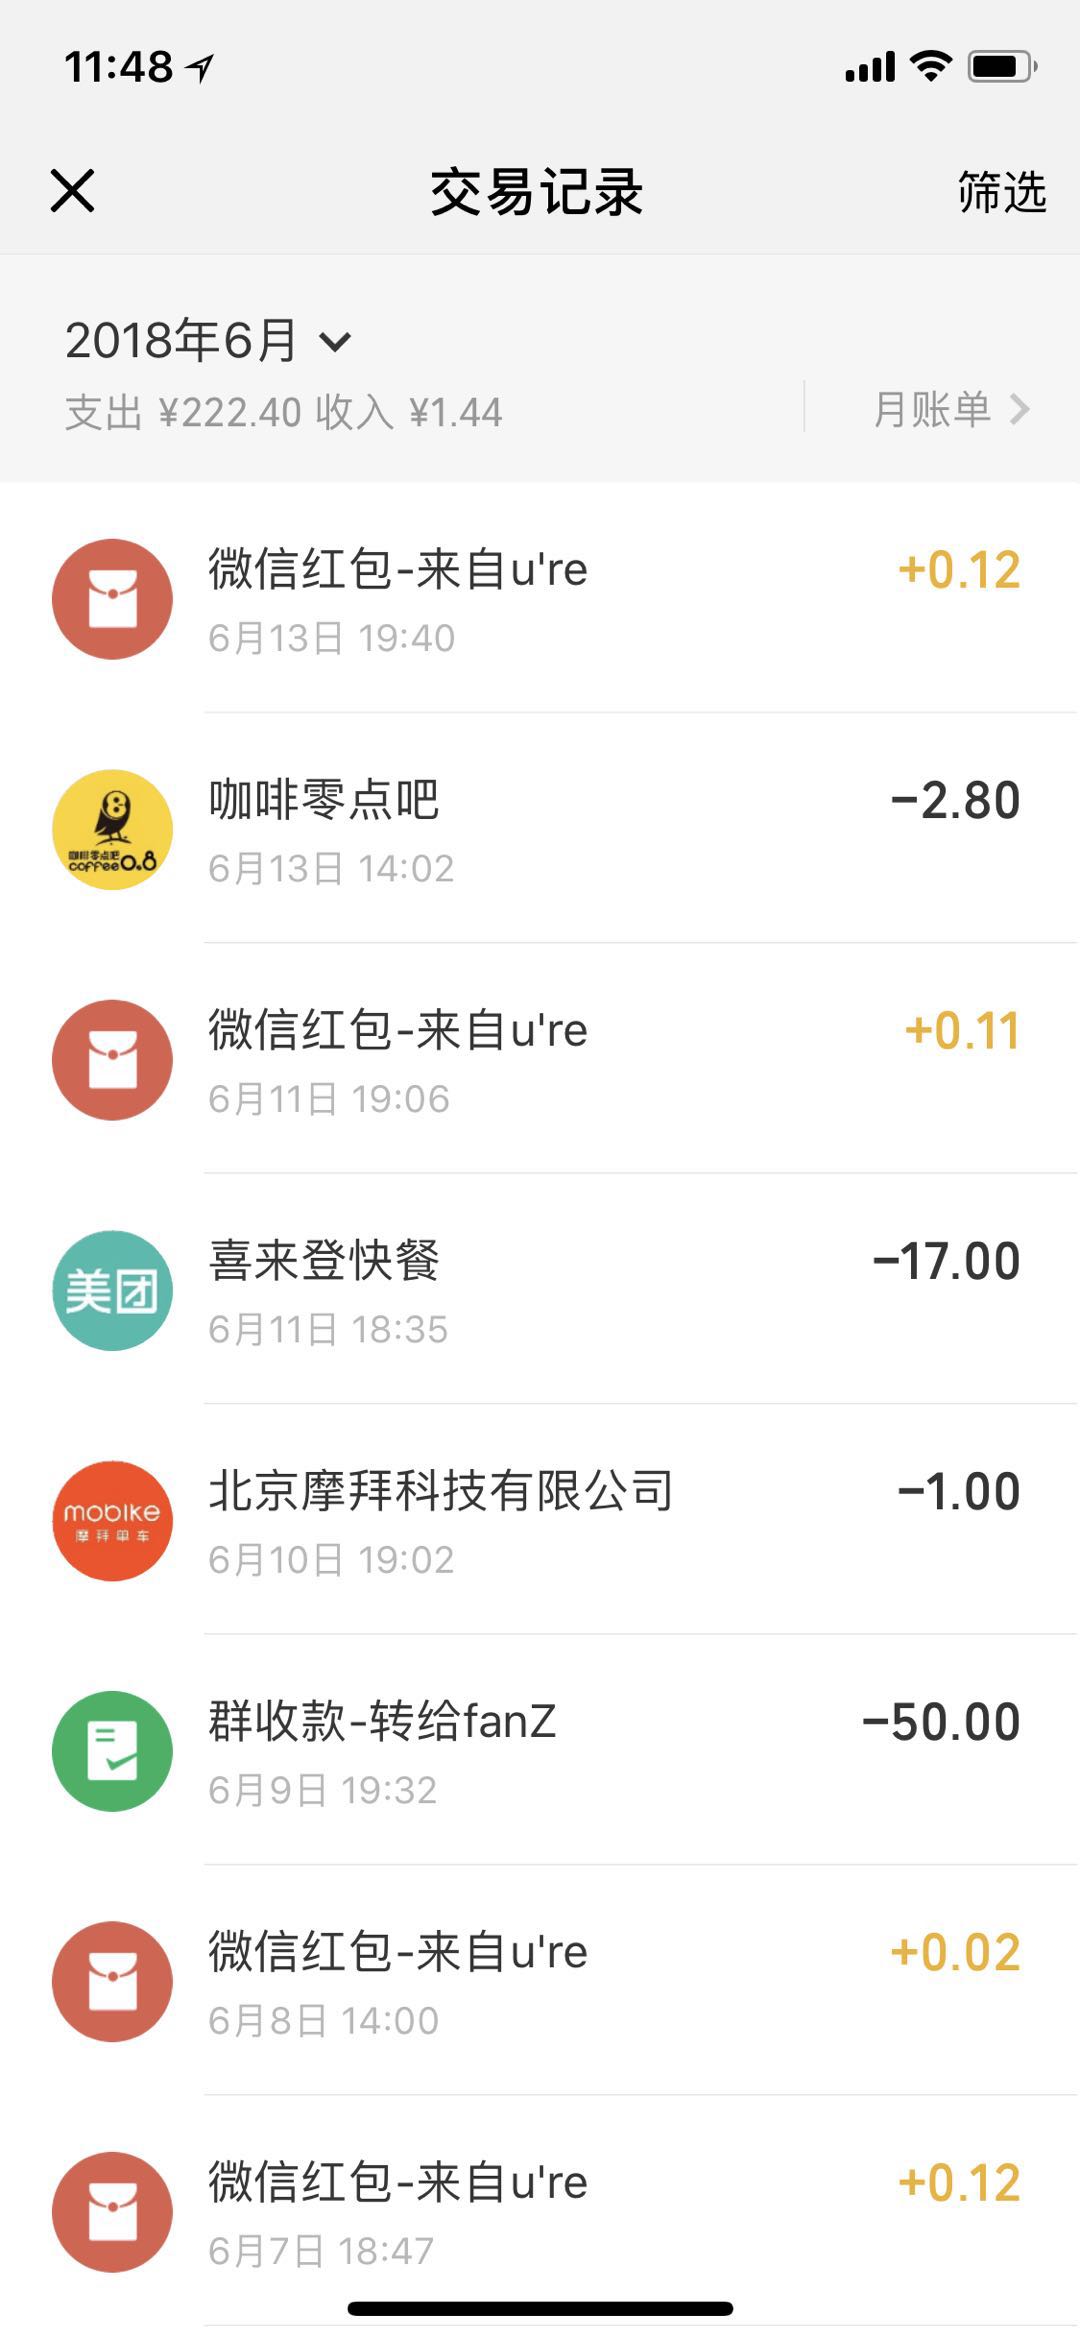 11:48
交易记录
筛选
2018年6月
支出 ¥222.40 收入 ¥1.44
月账单
微信红包-来自u're
+0.12
6月13日 19:40
咖啡零点吧
coffee0.8
咖啡零点吧
-2.80
6月13日 14:02
微信红包-来自u're
+0.11
6月11日 19:06
美团
喜来登快餐
-17.00
6月11日 18:35
mobike
摩拜单车
北京摩拜科技有限公司
-1.00
6月10日 19:02
群收款-转给fanZ
-50.00
6月9日 19:32
微信红包-来自u're
+0.02
6月8日 14:00
微信红包-来自u're
+0.12
6月7日 18:47